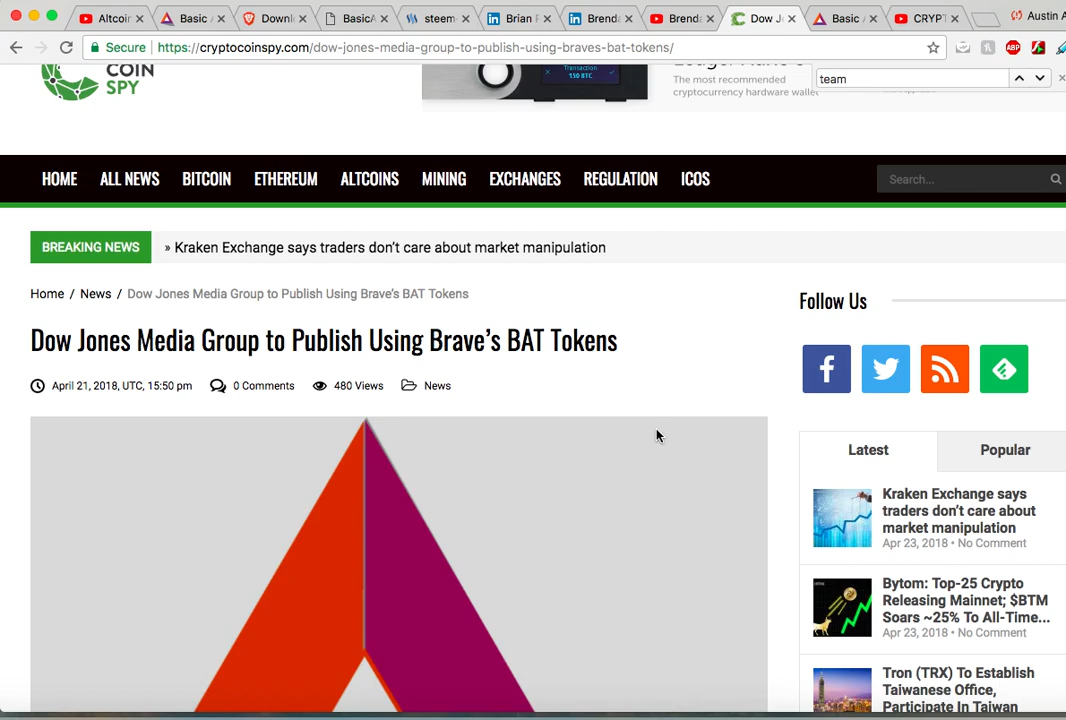 Altcoi
Basic
Downl
BasicA
steem-
Brian F
Brenda
Brenda
Dow J
Basic
CRYPT
Austin A
Secure
https://cryptocoinspy.com/dow-jones-media-group-to-publish-using-braves-bat-tokens/
ABP
team
COIN
SPY
Transaction
1.50 BTC
The most recommended
cryptocurrency hardware wallet
HOME
ALL NEWS
BITCOIN
ETHEREUM
ALTCOINS
MINING
EXCHANGES
REGULATION
ICOS
Search...
BREAKING NEWS
» Kraken Exchange says traders don't care about market manipulation
Home / News / Dow Jones Media Group to Publish Using Brave's BAT Tokens
Dow Jones Media Group to Publish Using Brave's BAT Tokens
April 21, 2018, UTC, 15:50 pm
0 Comments
480 Views
News
Follow Us
Latest
Popular
Kraken Exchange says
traders don't care about
market manipulation
Apr 23, 2018 • No Comment
Bytom: Top-25 Crypto
Releasing Mainnet; $BTM
Soars ~25% To All-Time...
Apr 23, 2018 • No Comment
Tron (TRX) To Establish
Taiwanese Office,
Participate In Taiwan